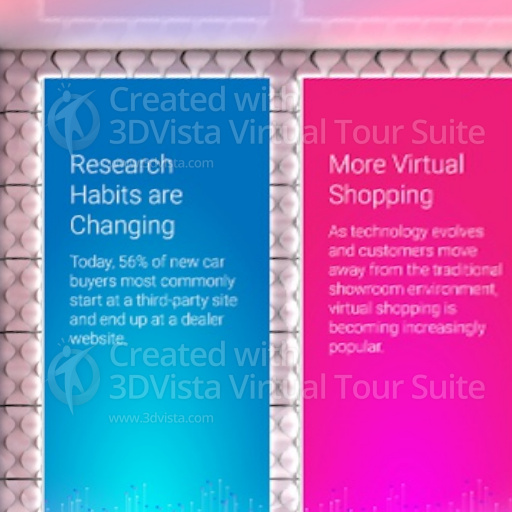 Created with
3DVista Virtual Tour Suite
www.3dvista.com
Research
Habits are
Changing
Today, 56% of new car
buyers most commonly
start at a third-party site
and end up at a dealer
website.
More Virtual
Shopping
As technology evolves
and customers move
away from the traditional
showroom environment,
virtual shopping is
becoming increasingly
popular.
Created with
3DVista Virtual Tour Suite
www.3dvista.com